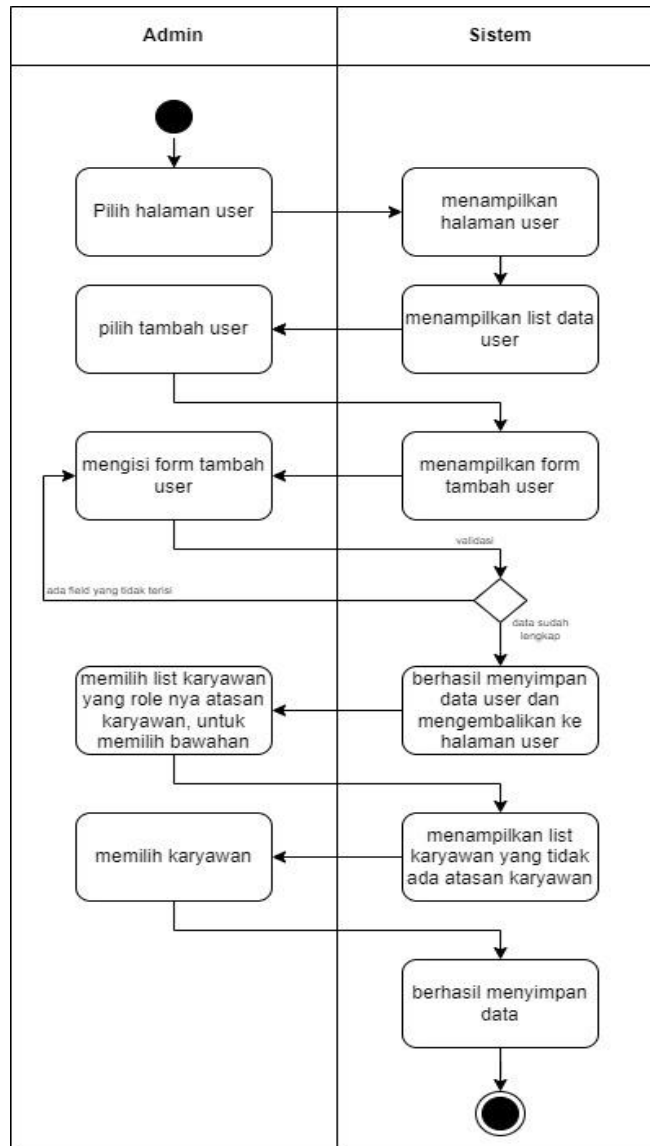 Admin
Sistem
Pilih halaman user
menampilkan
halaman user
pilih tambah user
menampilkan list data
user
mengisi form tambah
user
menampilkan form
tambah user
validasi
ada field yang tidak terisi
data sudah
lengkap
memilih list karyawan
yang role nya atasan
karyawan, untuk
memilih bawahan
berhasil menyimpan
data user dan
mengembalikan ke
halaman user
memilih karyawan
menampilkan list
karyawan yang tidak
ada atasan karyawan
berhasil menyimpan
data